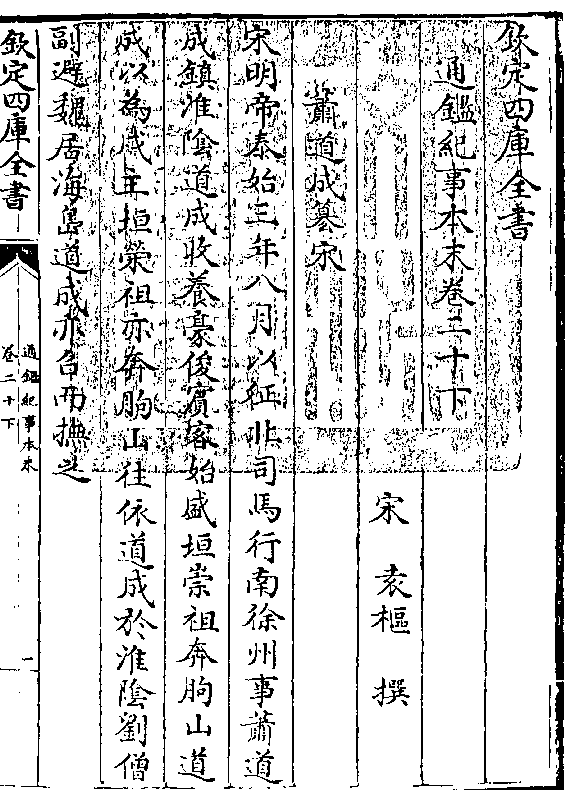 欽定四庫全書
通鑑紀事本末卷二十下
宋 袁樞 撰
蕭道成篡宋
宋明帝泰始三年八月以征北司馬行南徐州事蕭道
成鎮淮陰道成收養豪俊賓客始盛垣崇祖奔朐山道
成以為戍主垣榮祖亦奔朐山往依道成於淮陰劉僧
副避魏居海島道成亦召而撫之
欽定四庫全書
通鑑紀事本末
卷二十下
一